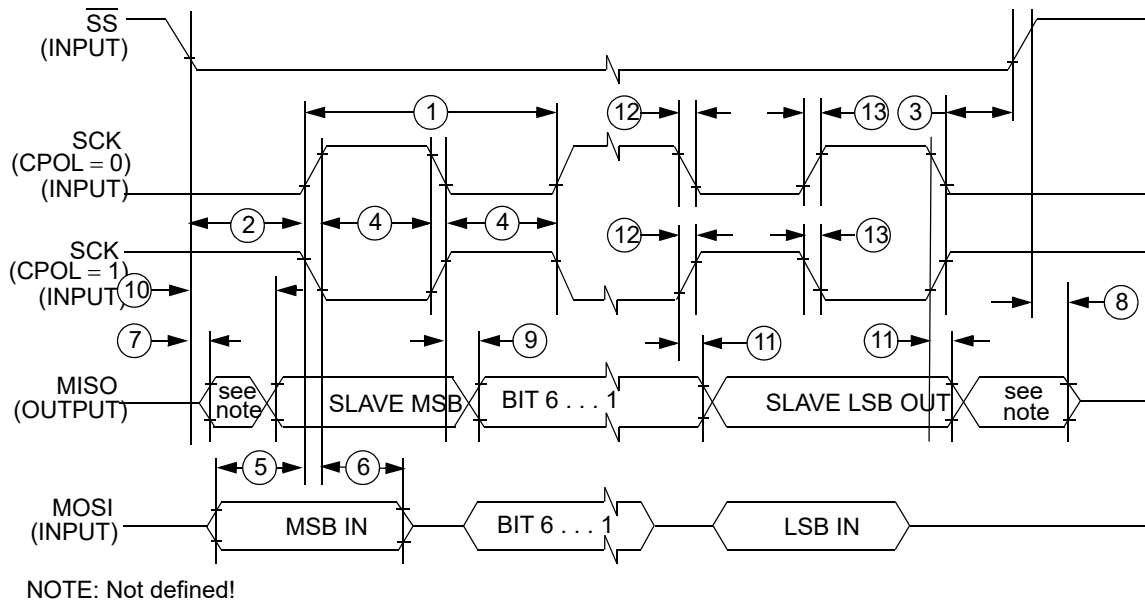 SS
(INPUT)
1
12
13
3
SCK
(CPOL = 0)
(INPUT)
2
4
4
12
13
SCK
(CPOL = 1)
(INPUT)
10
8
7
9
11
11
MISO
(OUTPUT)
see
note
SLAVE MSB
BIT 6 . . . 1
SLAVE LSB OUT
see
note
5
6
MOSI
(INPUT)
MSB IN
BIT 6 . . . 1
LSB IN
NOTE: Not defined!